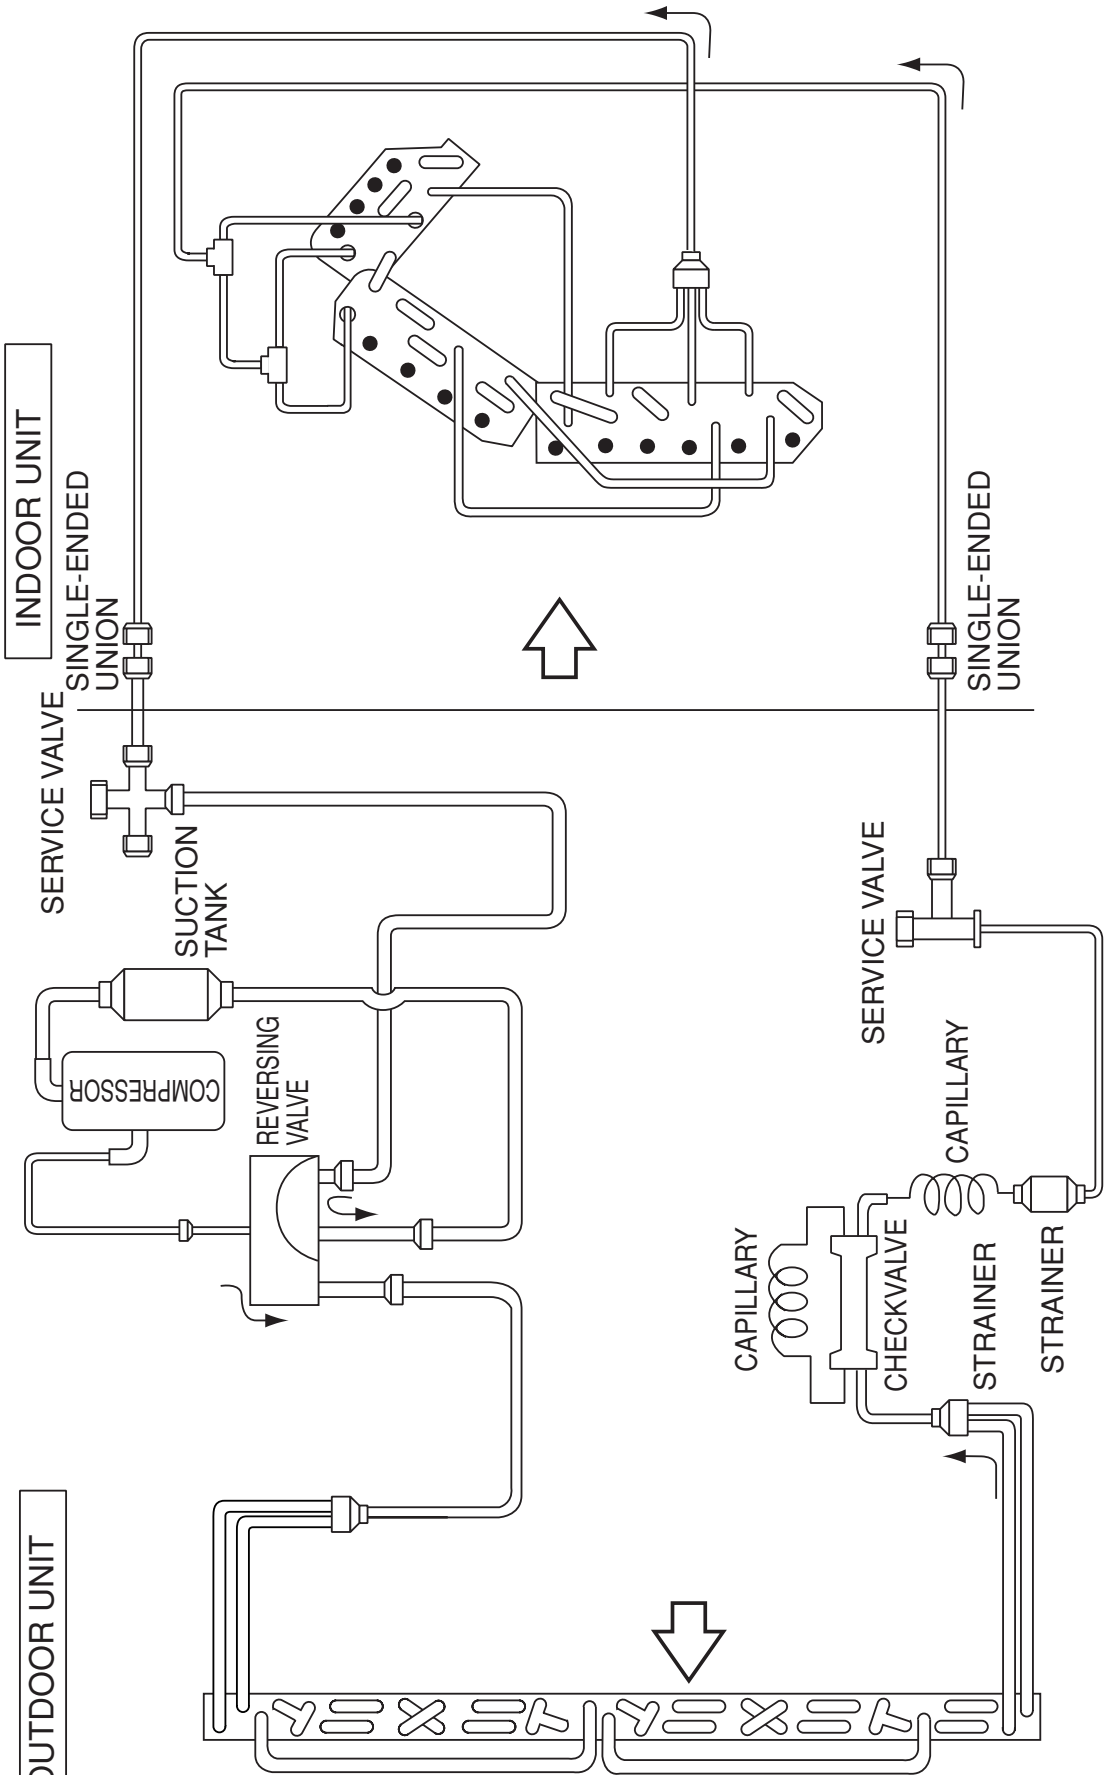 OUTDOOR UNIT
INDOOR UNIT
SERVICE VALVE
SINGLE-ENDED
UNION
SUCTION
TANK
COMPRESSOR
REVERSING
VALVE
CAPILLARY
CHECKVALVE
STRAINER
STRAINER
CAPILLARY
SERVICE VALVE
SINGLE-ENDED
UNION